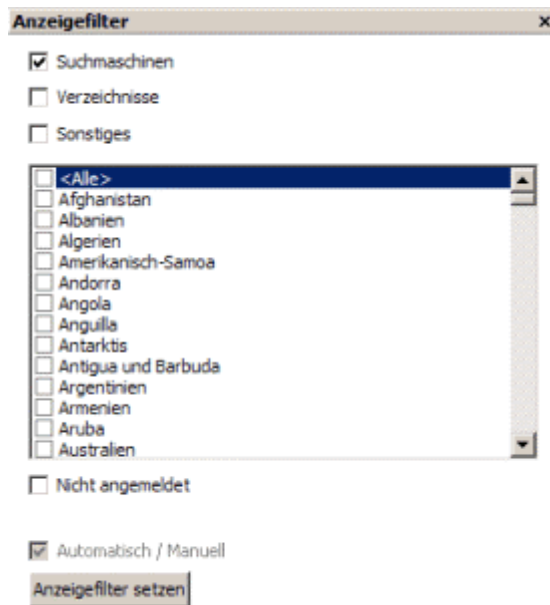 Anzeigefilter
Suchmaschinen
Verzeichnisse
Sonstiges
<Alle>
Afghanistan
Albanien
Algerien
Amerikanisch-Samoa
Andorra
Angola
Anguilla
Antarktis
Antigua und Barbuda
Argentinien
Armenien
Aruba
Australien
Nicht angemeldet
Automatisch / Manuell
Anzeigefilter setzen